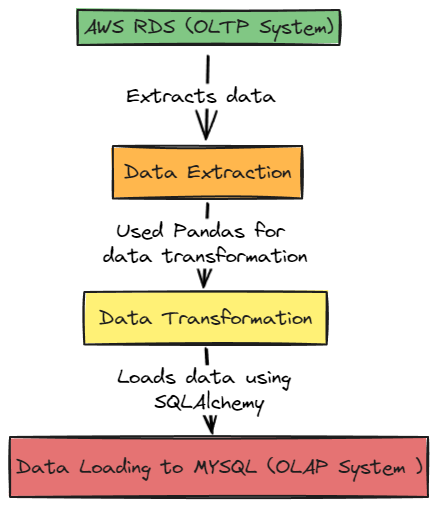 AWS RDS (OLTP System)
Extracts data
Data Extraction
Used Pandas for
data transformation
Data Transformation
Loads data using
SQLAlchemy
Data Loading to MYSQL (OLAP System )